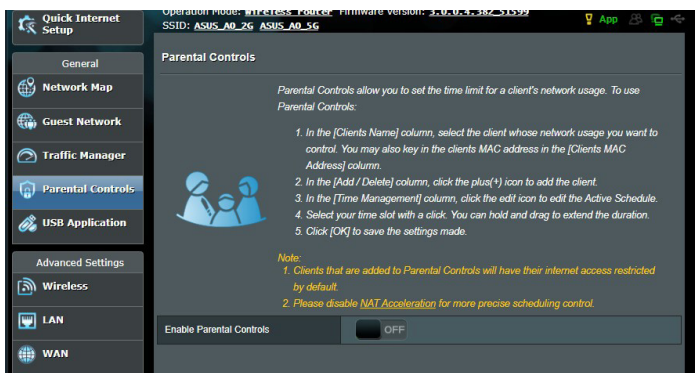 Quick Internet
Setup
Operation Mode: Wireless router Firmware Version: 3.0.0.4.382_51599
SSID: ASUS_A0_2G ASUS_A0_5G
App
General
Network Map
Guest Network
Traffic Manager
Parental Controls
USB Application
Advanced Settings
Wireless
LAN
WAN
Parental Controls
Parental Controls allow you to set the time limit for a client's network usage. To use
Parental Controls:
1. In the [Clients Name] column, select the client whose network usage you want to
control. You may also key in the clients MAC address in the [Clients MAC
Address] column.
2. In the [Add / Delete] column, click the plus(+) icon to add the client.
3. In the [Time Management] column, click the edit icon to edit the Active Schedule.
4. Select your time slot with a click. You can hold and drag to extend the duration.
5. Click [OK] to save the settings made.
Note:
1. Clients that are added to Parental Controls will have their internet access restricted
by default.
2. Please disable NAT Acceleration for more precise scheduling control.
Enable Parental Controls
OFF